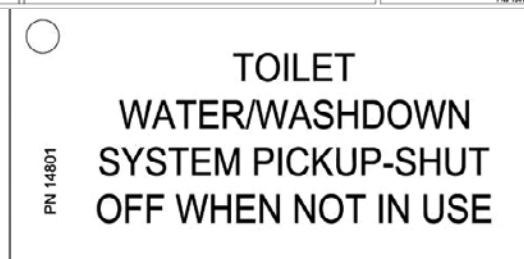 TOILET
WATER/WASHDOWN
SYSTEM PICKUP-SHUT
OFF WHEN NOT IN USE
PN 14801